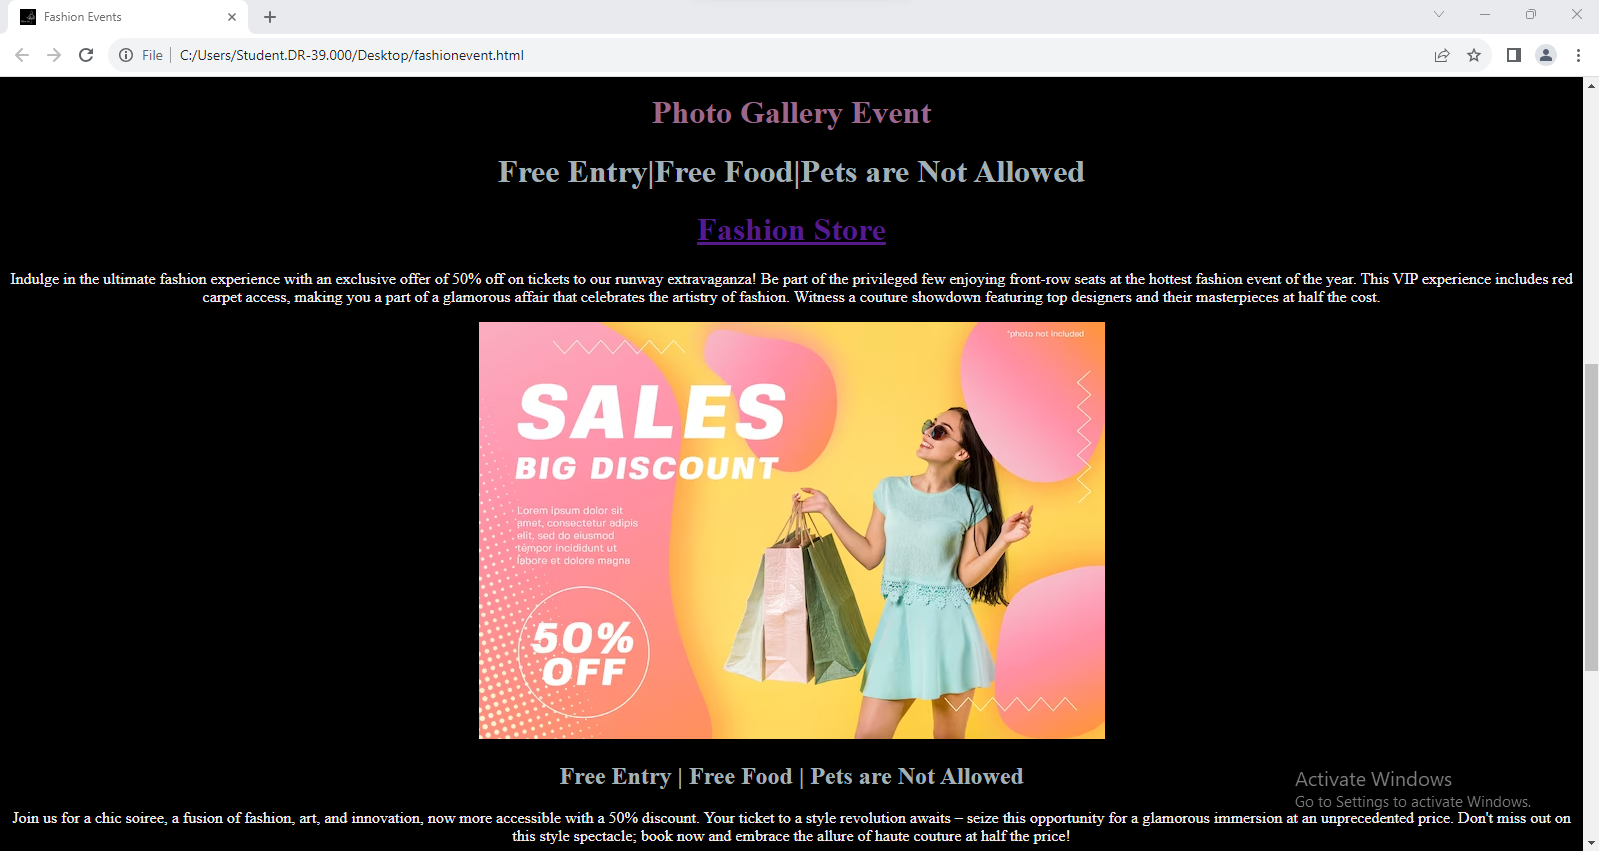 Fashion Events
File
C:/Users/Student.DR-39.000/Desktop/fashionevent.html
Photo Gallery Event
Free Entry|Free Food|Pets are Not Allowed
Fashion Store
Indulge in the ultimate fashion experience with an exclusive offer of 50% off on tickets to our runway extravaganza! Be part of the privileged few enjoying front-row seats at the hottest fashion event of the year. This VIP experience includes red
carpet access, making you a part of a glamorous affair that celebrates the artistry of fashion. Witness a couture showdown featuring top designers and their masterpieces at half the cost.
*photo not included
SALES
BIG DISCOUNT
Lorem ipsum dolor sit
amet, consectetur adipis
elit, sed do eiusmod
tempor incididunt ut
labore et dolore magna
50%
OFF
Free Entry | Free Food | Pets are Not Allowed
Activate Windows
Go to Settings to activate Windows.
Join us for a chic soiree, a fusion of fashion, art, and innovation, now more accessible with a 50% discount. Your ticket to a style revolution awaits – seize this opportunity for a glamorous immersion at an unprecedented price. Don't miss out on
this style spectacle; book now and embrace the allure of haute couture at half the price!